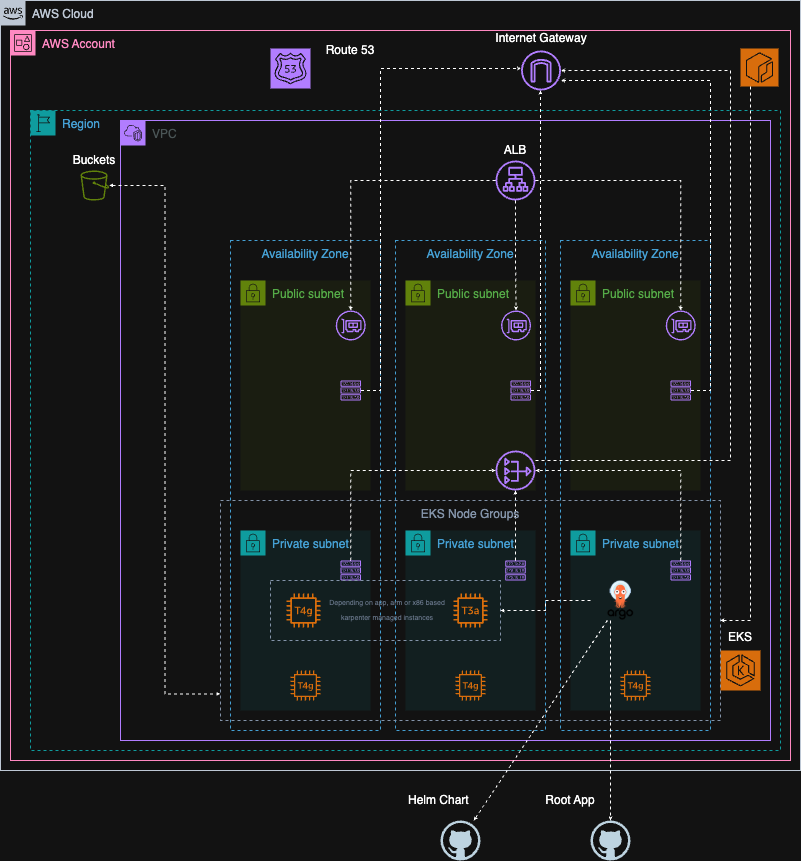 aws
AWS Cloud
AWS Account
Route 53
53
Internet Gateway
Region
VPC
Buckets
ALB
Availability Zone
Availability Zone
Availability Zone
Public subnet
Public subnet
Public subnet
EKS Node Groups
Private subnet
Private subnet
Private subnet
T4g
Depending on app, arm or x86 based
karpenter managed instances
T3a
argo
EKS
K
T4g
T4g
T4g
Helm Chart
Root App